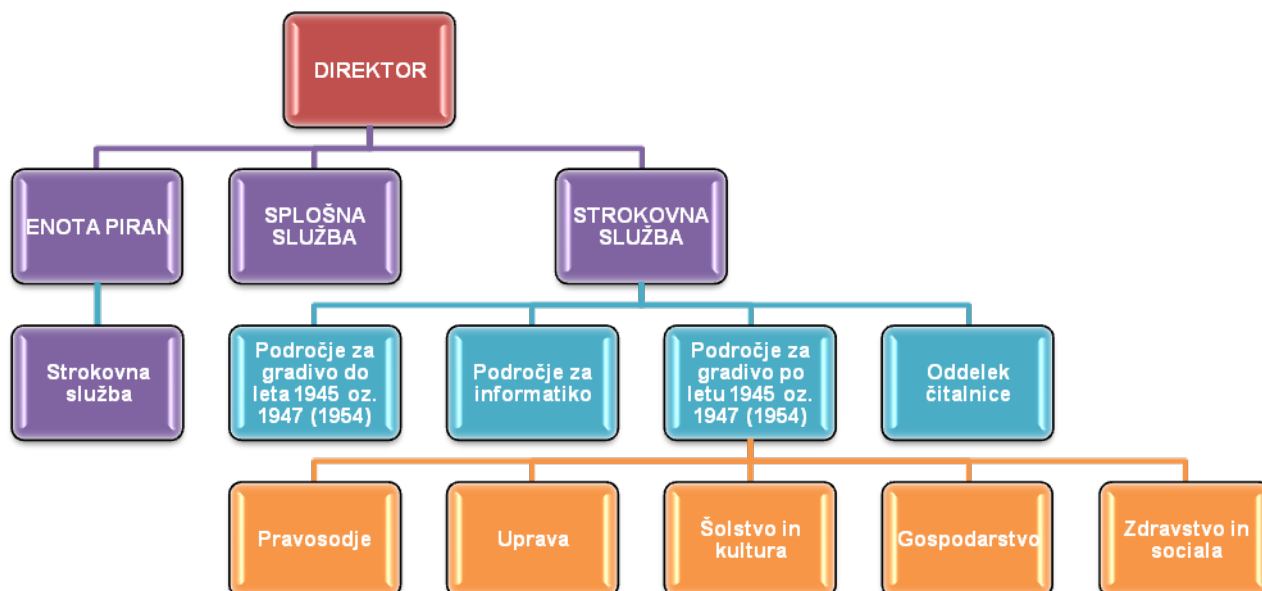 DIREKTOR
ENOTA PIRAN
SPLOŠNA
SLUŽBA
STROKOVNA
SLUŽBA
Strokovna
služba
Področje za
gradivo do
leta 1945 oz.
1947 (1954)
Področje za
informatiko
Področje za
gradivo po
letu 1945 oz.
1947 (1954)
Oddelek
čitalnice
Pravosodje
Uprava
Šolstvo in
kultura
Gospodarstvo
Zdravstvo in
sociala